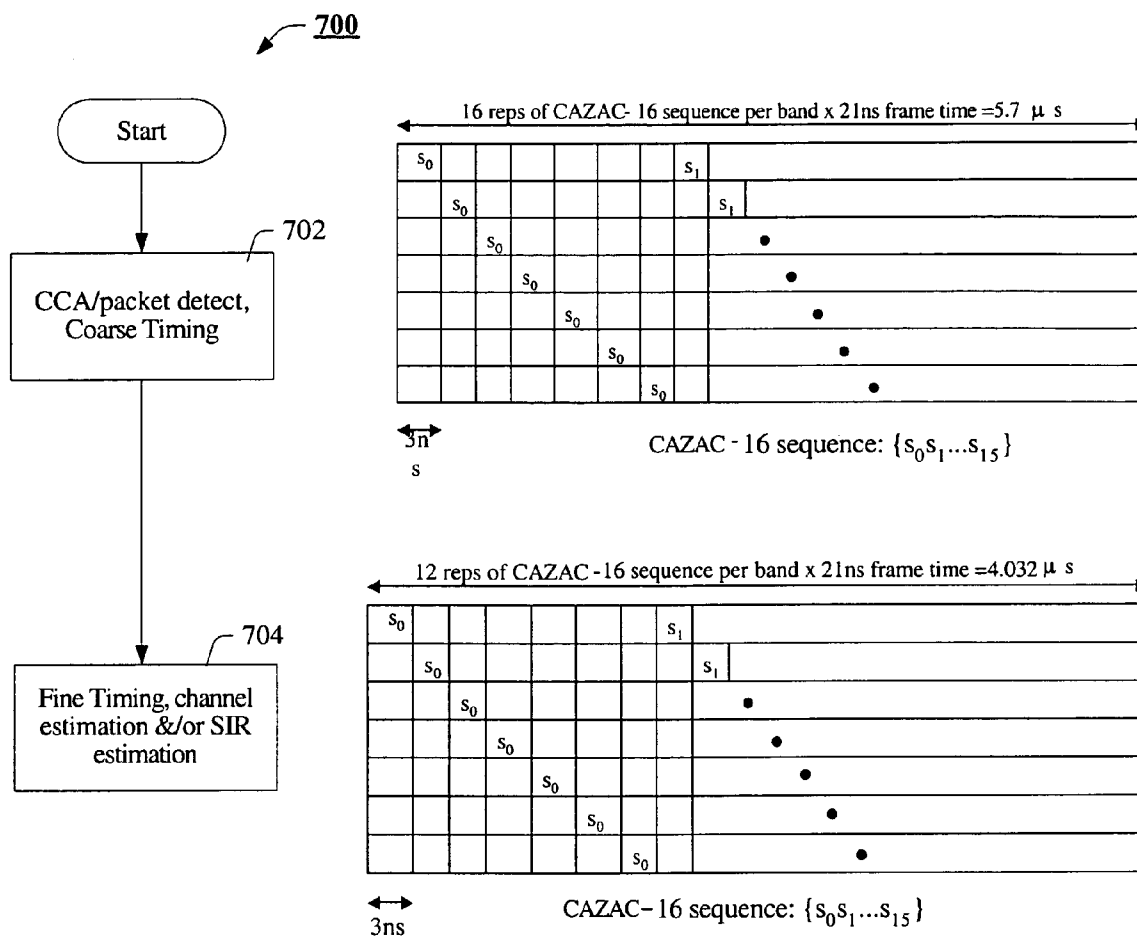 700
Start
702
CCA/packet detect,
Coarse Timing
16 reps of CAZAC- 16 sequence per band x 21ns frame time =5.7 μ s
s₀ s₁
s₀ s₁
s₀
s₀
s₀
s₀
s₀
3n
s
CAZAC - 16 sequence: {s₀s₁...s₁₅}
704
Fine Timing, channel
estimation &/or SIR
estimation
12 reps of CAZAC -16 sequence per band x 21ns frame time =4.032 μ s
s₀ s₁
s₀ s₁
s₀
s₀
s₀
s₀
s₀
3ns
CAZAC- 16 sequence: {s₀s₁...s₁₅}